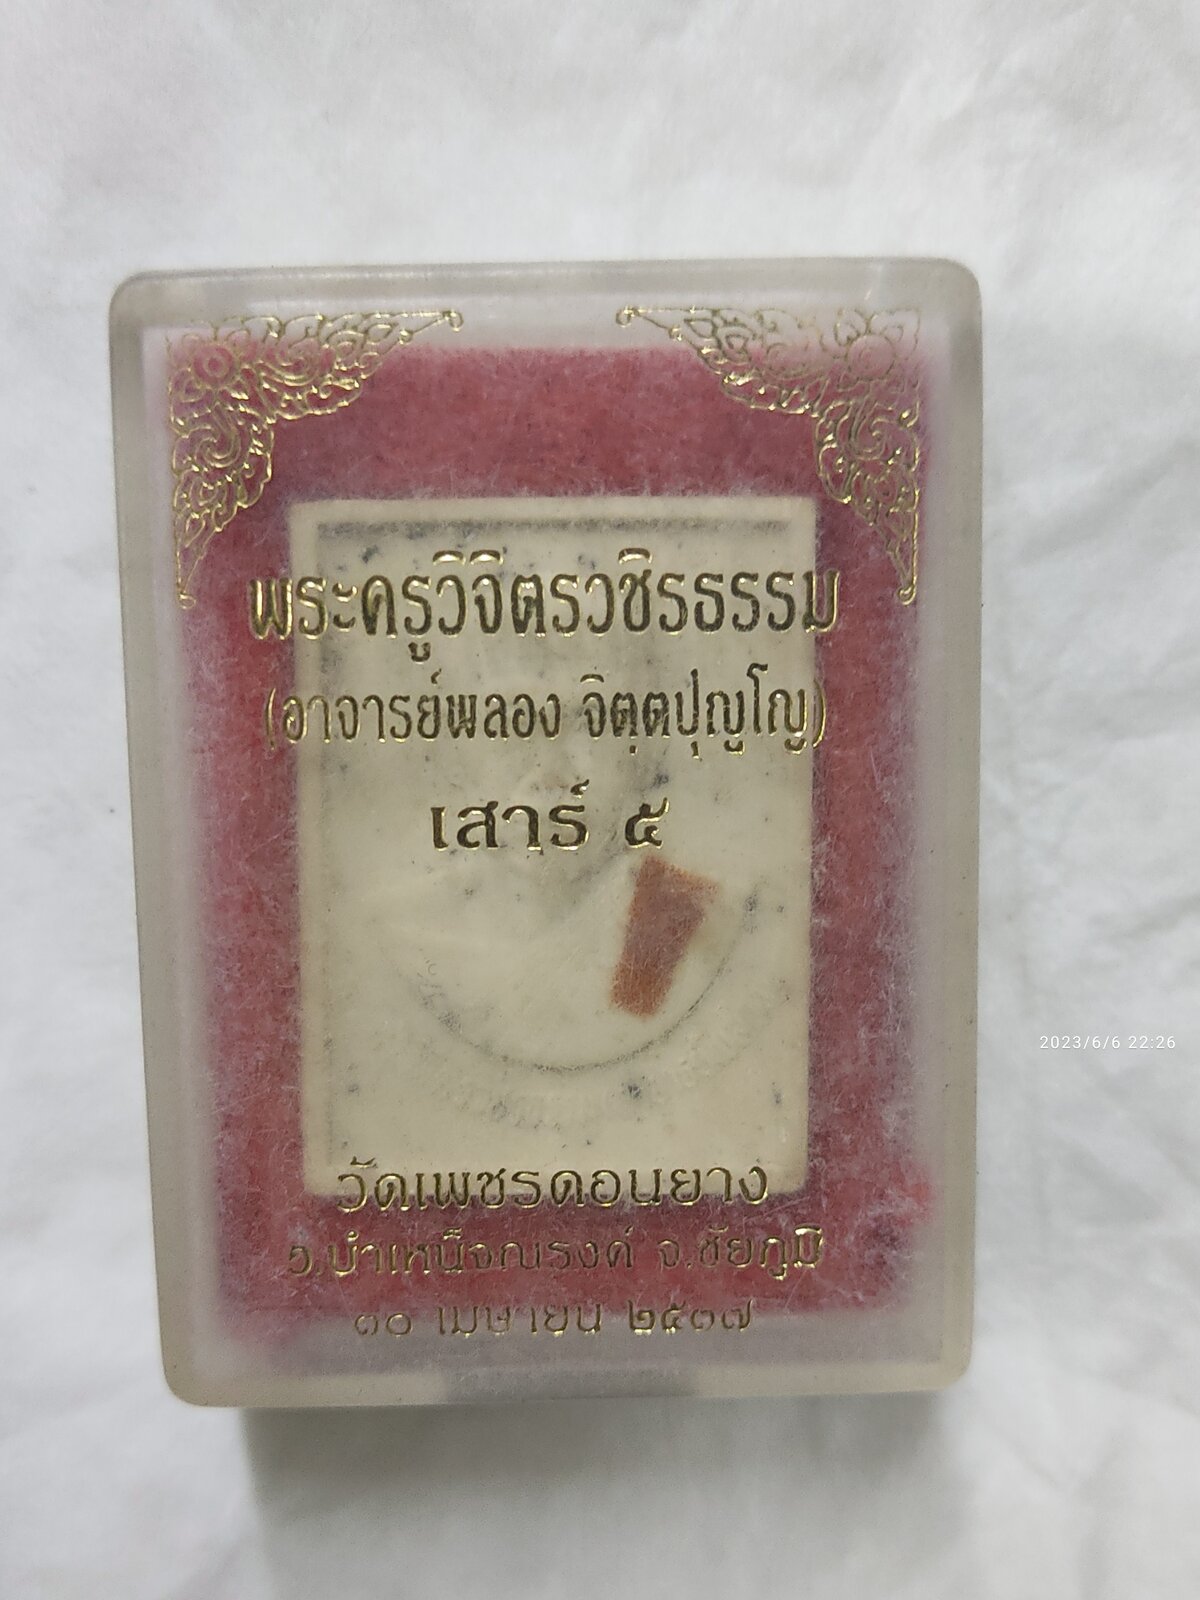 พระครูวิจิตรวชิรธรรม
(อาจารย์พลอง จิตฺตปุญฺโญ)
เสาร์ ๕
วัดเพชรดอนยาง
อ.บำเหน็จณรงค์ จ.ชัยภูมิ
๓๐ เมษายน ๒๕๓๗
2023/6/6 22:26